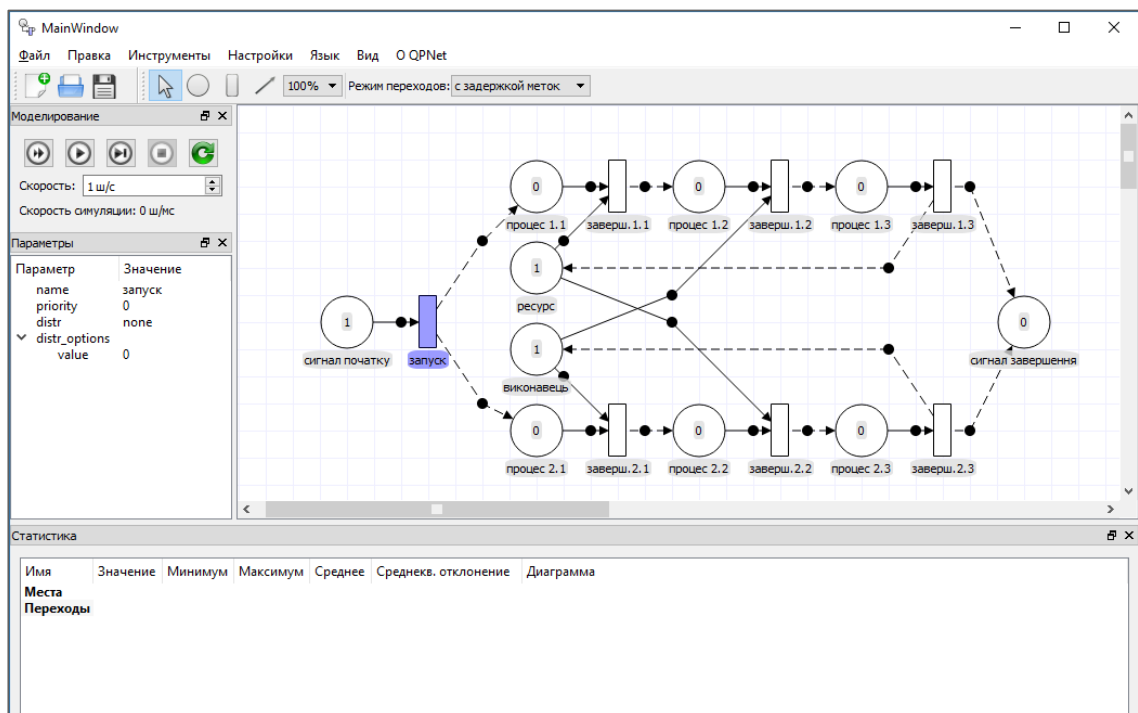 MainWindow
Файл Правка Инструменты Настройки Язык Вид О QPNet
100% Режим переходов: с задержкой меток
Моделирование
Скорость: 1 ш/с
Скорость симуляции: 0 ш/мс
Параметры
Параметр Значение
name запуск
priority 0
distr none
distr_options
value 0
0 0 0
процес 1.1 заверш.1.1 процес 1.2 заверш.1.2 процес 1.3 заверш.1.3
1
ресурс
1 0
сигнал початку запуск сигнал завершення
1
виконавець
0 0 0
процес 2.1 заверш.2.1 процес 2.2 заверш.2.2 процес 2.3 заверш.2.3
Статистика
Имя Значение Минимум Максимум Среднее Среднекв. отклонение Диаграмма
Места
Переходы